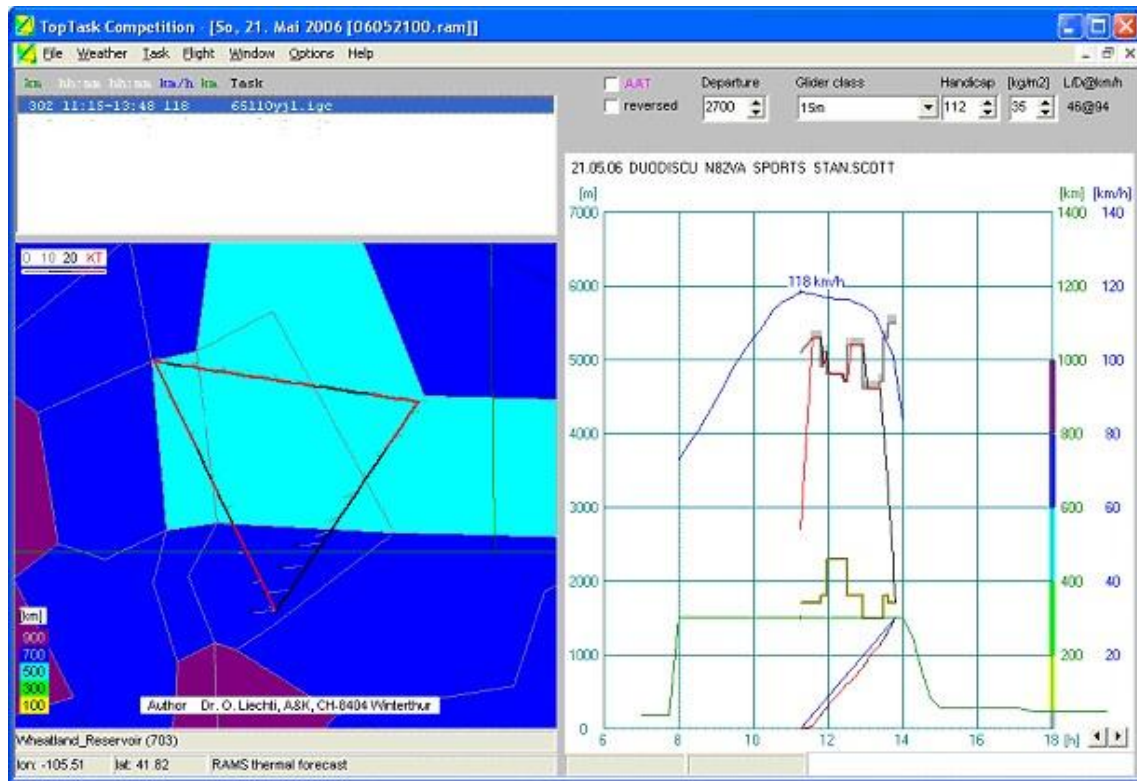 TopTask Competition - [So, 21. Mai 2006 [06052100.ram]]
File Weather Task Flight Window Options Help
km hh:mm hh:mm km/h km Task
302 11:15-13:48 118
AAT Departure Glider class Handicap [kg/m2] L/D@km/h
reversed 2700 15m 112 35 46@94
21.05.06 DUODISCU N82VA SPORTS STAN.SCOTT
[m] [km] [km/h]
7000 1400 140
6000 1200 120
118 km/h
5000 1000 100
4000 800 80
3000 600 60
2000 400 40
1000 200 20
0
6 8 10 12 14 18 [h]
0 10 20 KT
[km]
900
700
500
300
100
Author Dr. O. Liechti, A&K, CH-8404 Winterthur
Wheatland_Reservoir (703)
lon: -105.51 lat: 41.82 RAMS thermal forecast